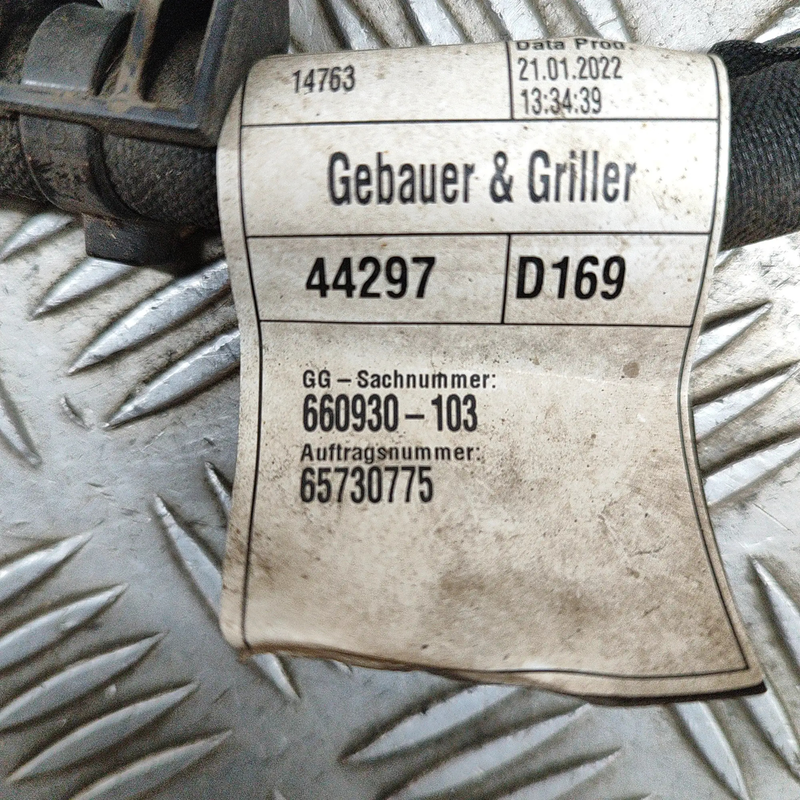 14763
Data Prod.
21.01.2022
13:34:39
Gebauer & Griller
44297 D169
GG – Sachnummer:
660930 – 103
Auftragsnummer:
65730775